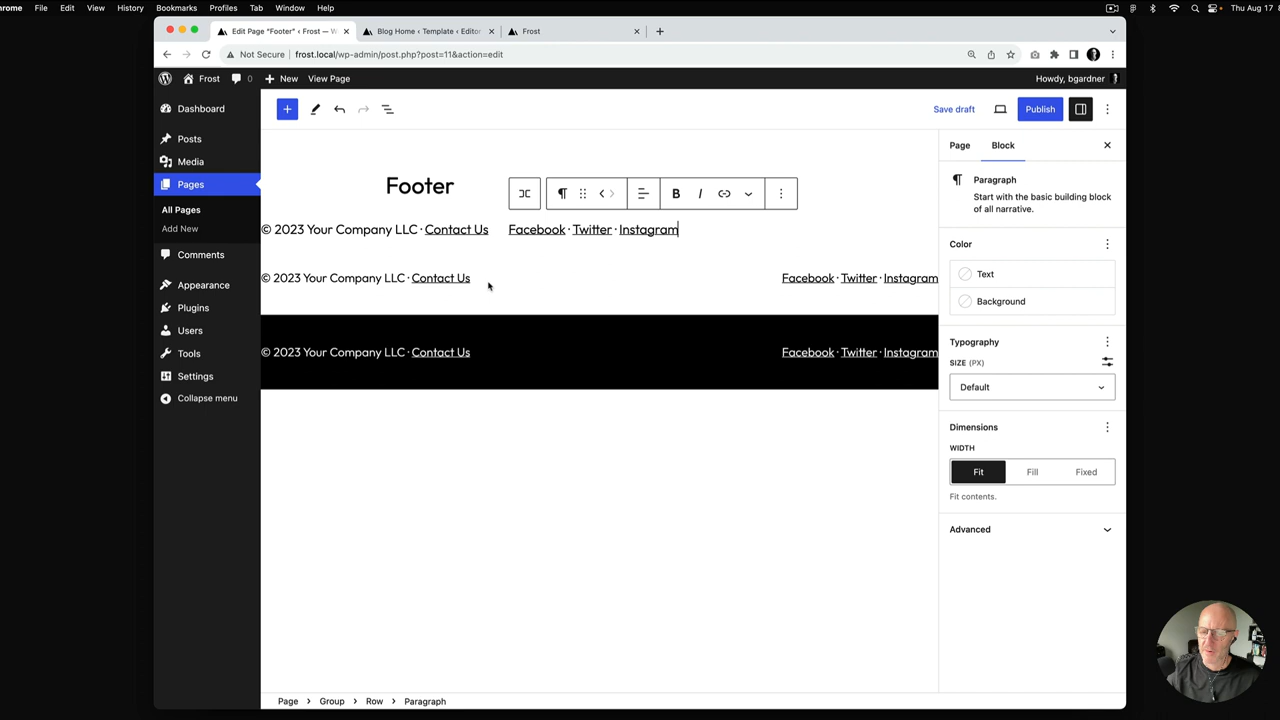 hrome File Edit View History Bookmarks Profiles Tab Window Help Thu Aug 17
Edit Page "Footer" ‹ Frost — W
Blog Home ‹ Template ‹ Editor
Frost
Not Secure frost.local/wp-admin/post.php?post=11&action=edit
Frost 0 New View Page Howdy, bgardner
Dashboard
Posts
Media
Pages
All Pages
Add New
Comments
Appearance
Plugins
Users
Tools
Settings
Collapse menu
Save draft Publish
Footer
B I
© 2023 Your Company LLC · Contact Us Facebook · Twitter · Instagram
© 2023 Your Company LLC · Contact Us Facebook · Twitter · Instagram
© 2023 Your Company LLC · Contact Us Facebook · Twitter · Instagram
Page Block
Paragraph
Start with the basic building block
of all narrative.
Color
Text
Background
Typography
SIZE (PX)
Default
Dimensions
WIDTH
Fit Fill Fixed
Fit contents.
Advanced
Page › Group › Row › Paragraph